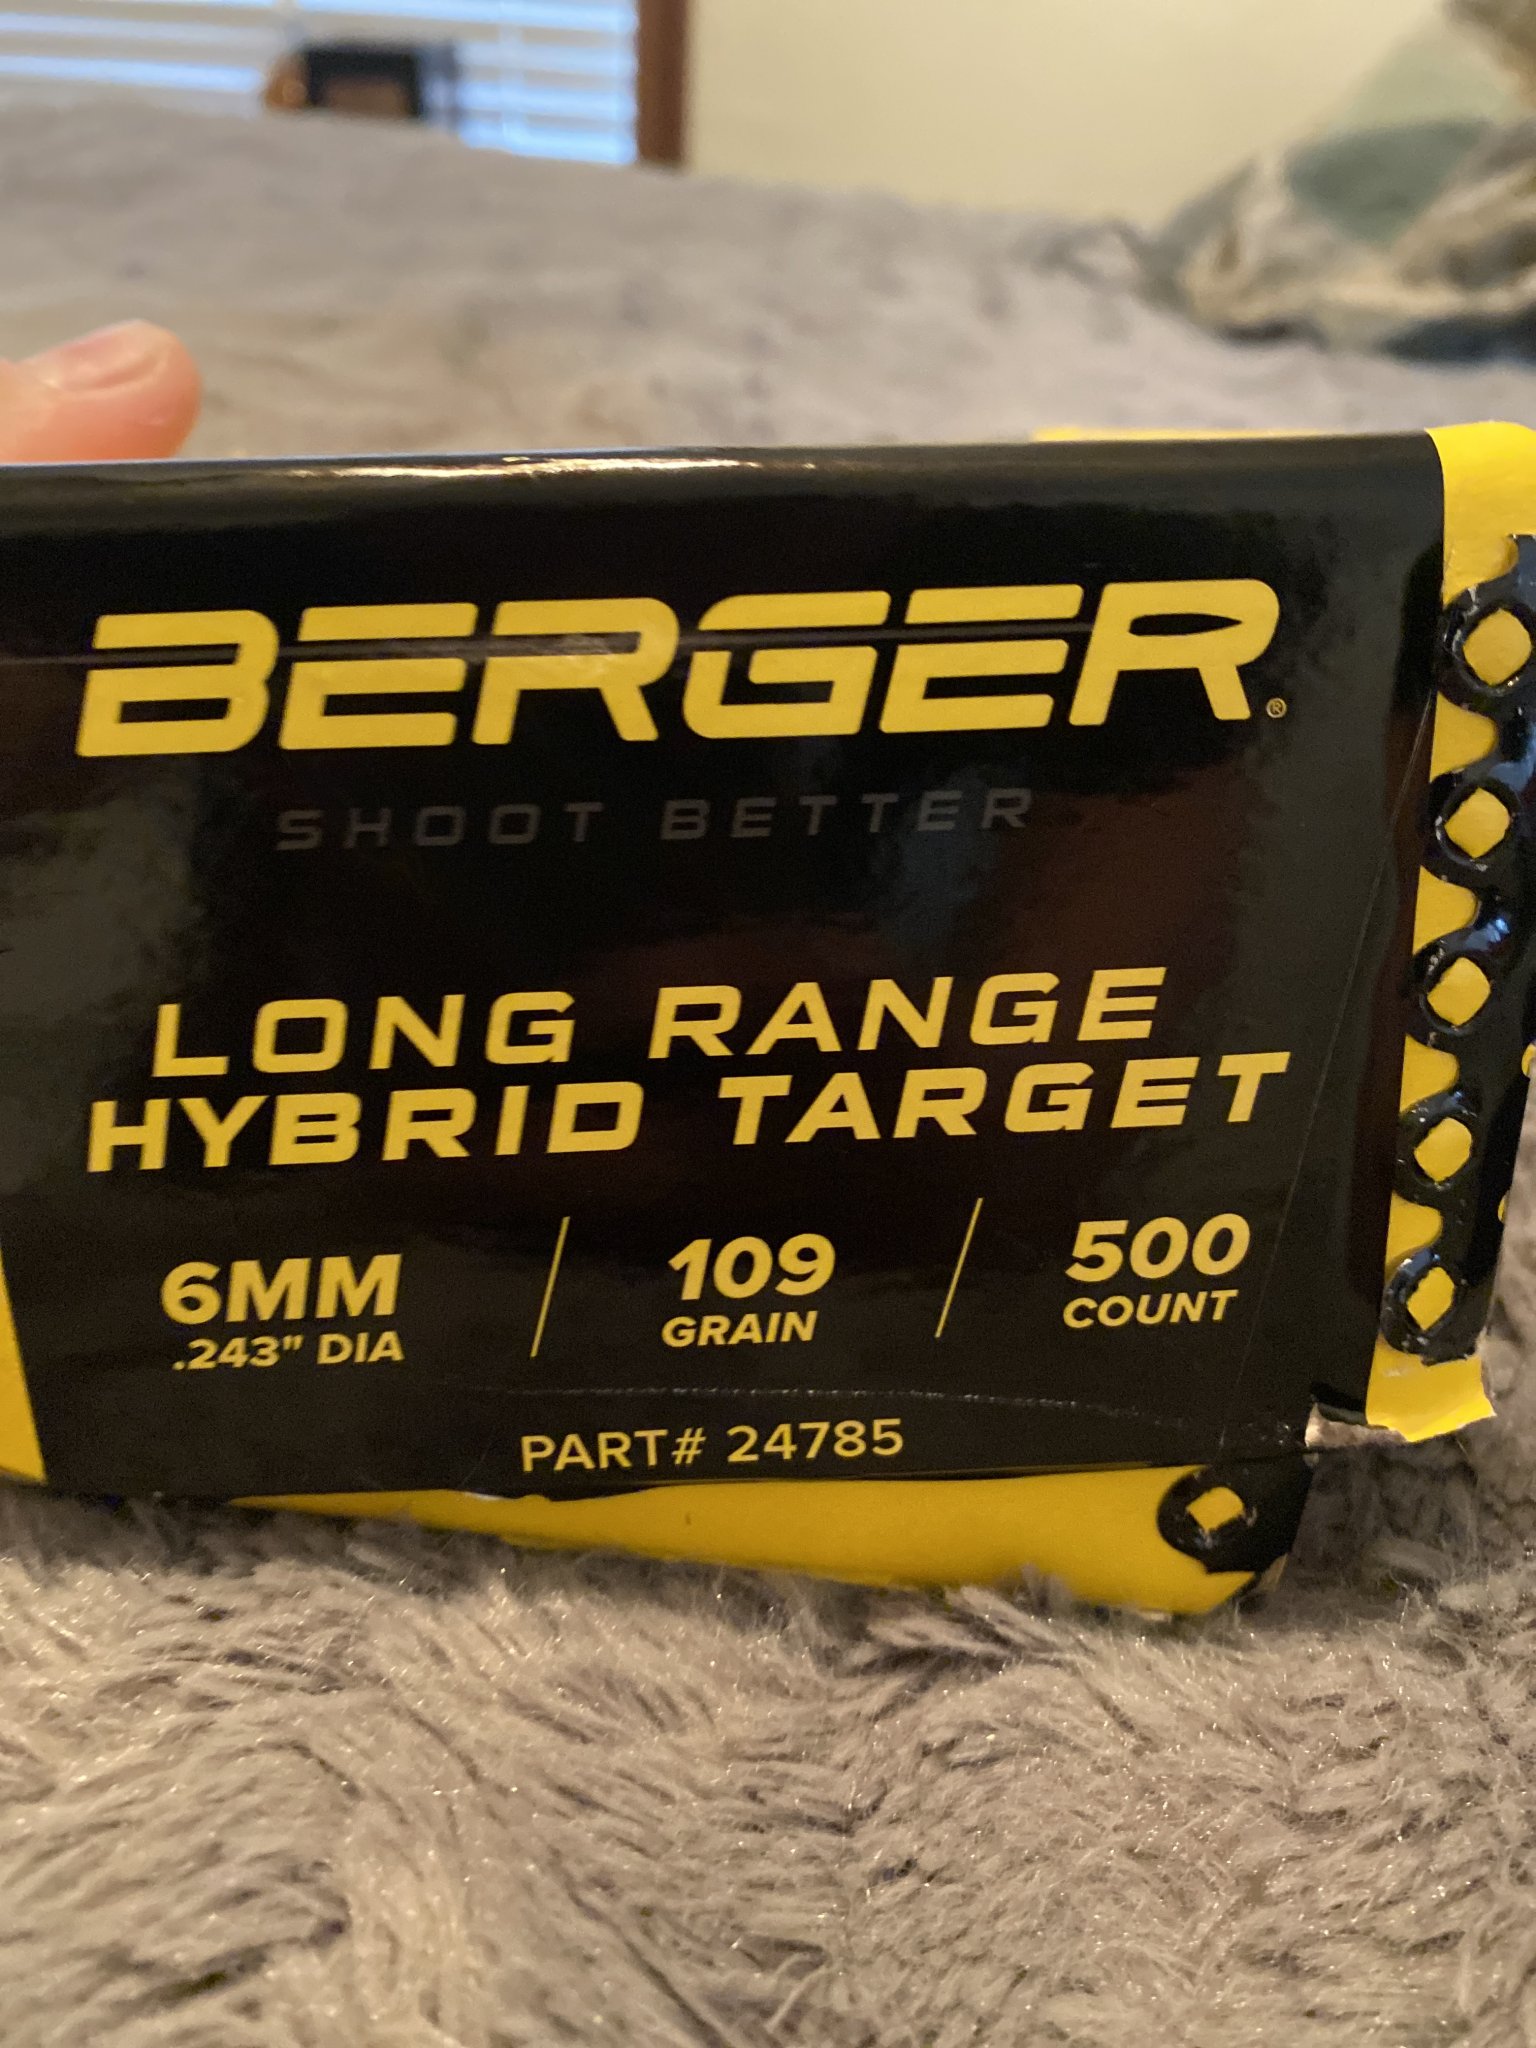 BERGER®
SHOOT BETTER
LONG RANGE
HYBRID TARGET
6MM
.243" DIA
109
GRAIN
500
COUNT
PART# 24785